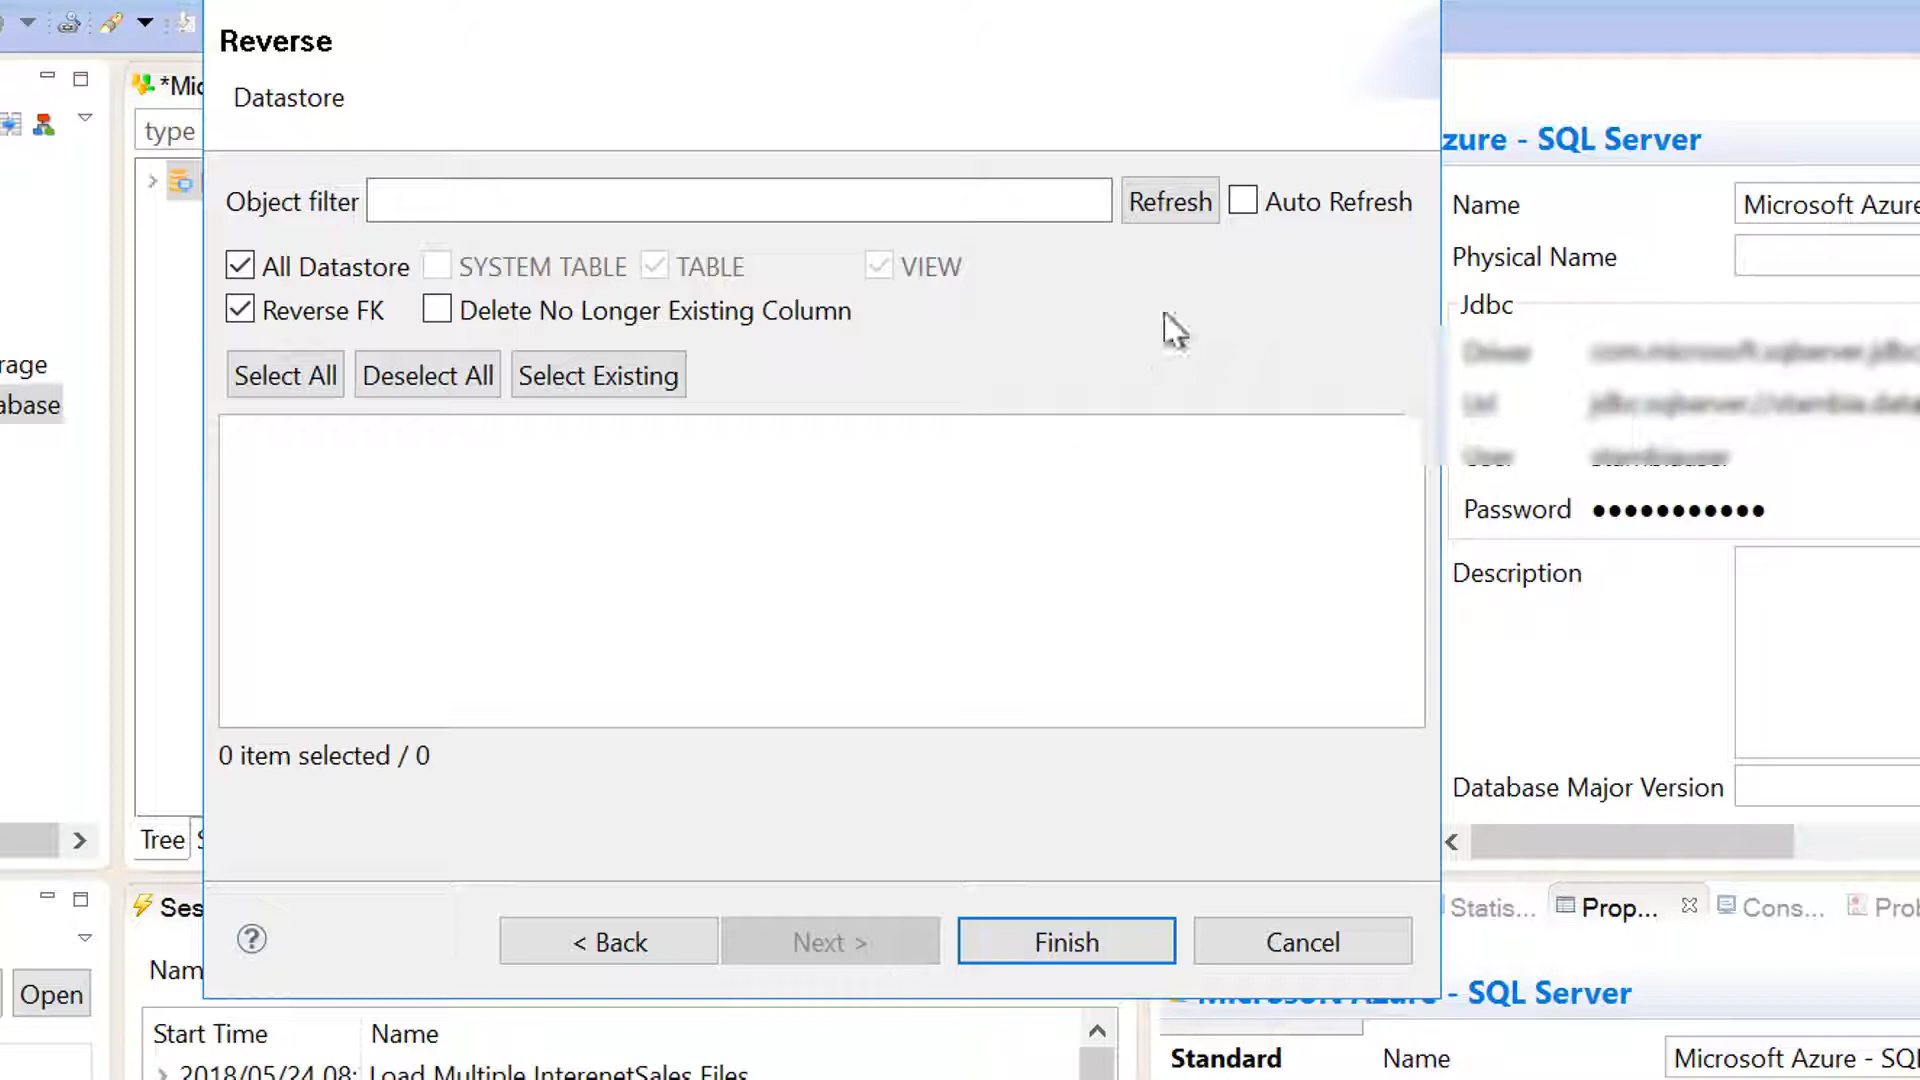 Reverse
Datastore
*Mic
type
Object filter
Refresh
Auto Refresh
All Datastore
SYSTEM TABLE
TABLE
VIEW
Reverse FK
Delete No Longer Existing Column
Select All
Deselect All
Select Existing
0 item selected / 0
< Back
Next >
Finish
Cancel
rage
abase
Tree
Ses
Nam
Open
Start Time
Name
2018/05/24 08:
Load Multiple InterenetSales Files
zure - SQL Server
Name
Microsoft Azure
Physical Name
Jdbc
Password ●●●●●●●●●●●
Description
Database Major Version
Statis...
Prop...
Cons...
Prol
Microsoft Azure - SQL Server
Standard
Name
Microsoft Azure - SQL